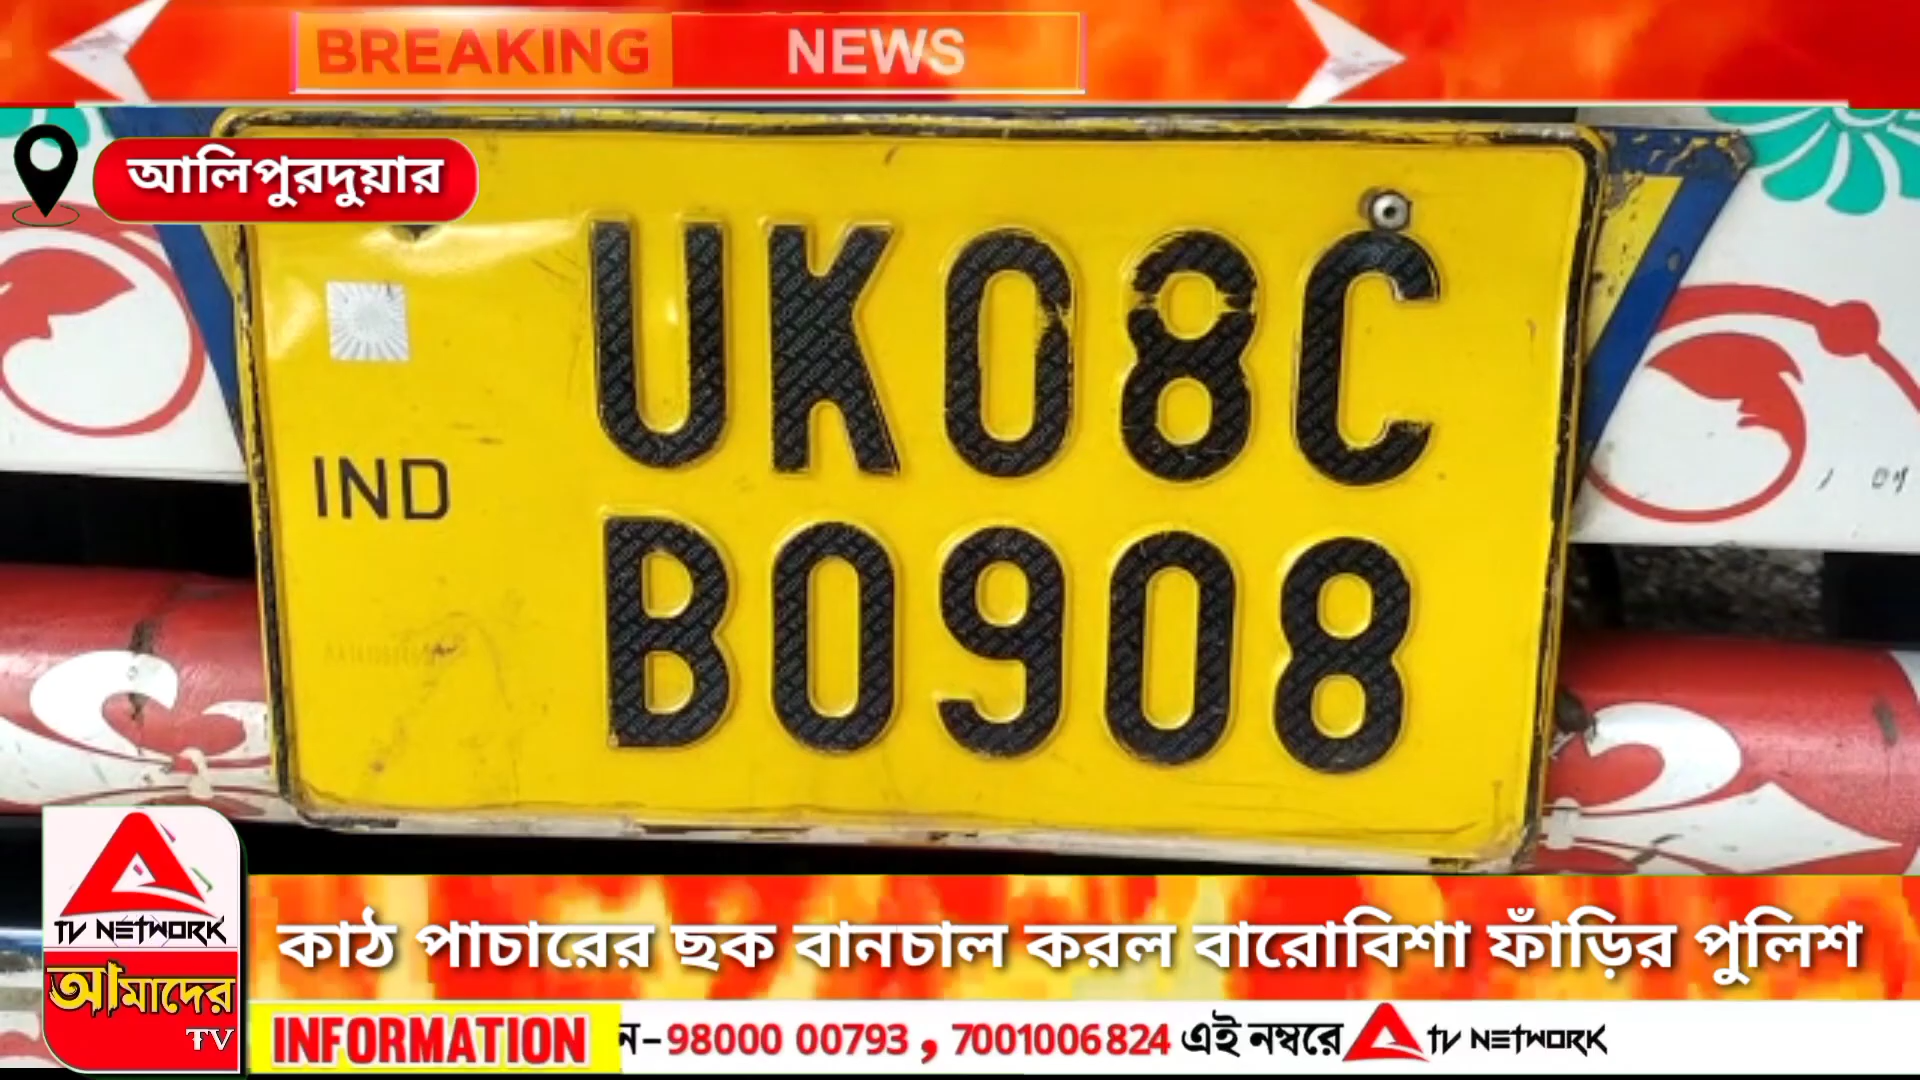 BREAKING NEWS
আলিপুরদুয়ার
UK08C
IND
B0908
TV NETWORK
আমাদের
TV
কাঠ পাচারের ছক বানচাল করল বারোবিশা ফাঁড়ির পুলিশ
INFORMATION
ন-98000 00793 , 7001006824 এই নম্বরে TV NETWORK